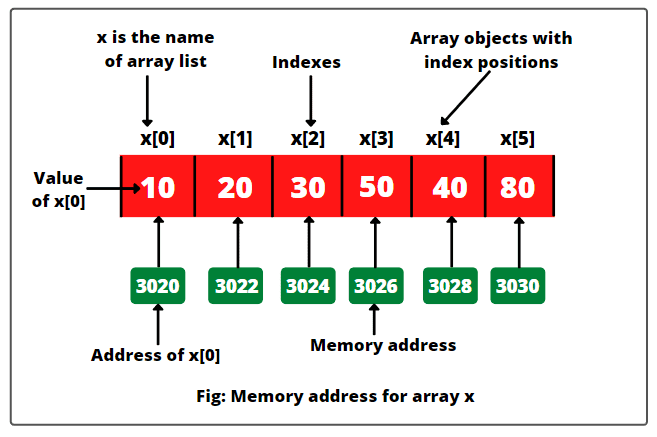 x is the name
of array list
Indexes
Array objects with
index positions
x[0] x[1] x[2] x[3] x[4] x[5]
Value
of x[0]
10 20 30 50 40 80
3020 3022 3024 3026 3028 3030
Address of x[0]
Memory address
Fig: Memory address for array x